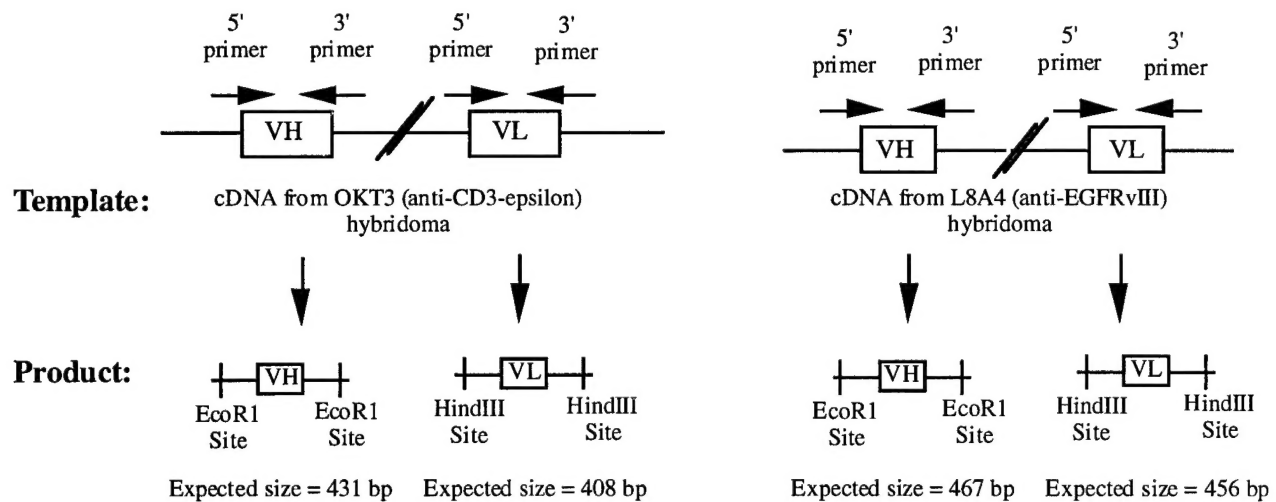 5' primer
3' primer
5' primer
3' primer
5' primer
3' primer
5' primer
3' primer
VH
VL
VH
VL
Template:
cDNA from OKT3 (anti-CD3-epsilon)
hybridoma
cDNA from L8A4 (anti-EGFRvIII)
hybridoma
Product:
VH
VL
VH
VL
EcoR1
Site
EcoR1
Site
HindIII
Site
HindIII
Site
EcoR1
Site
EcoR1
Site
HindIII
Site
HindIII
Site
Expected size = 431 bp
Expected size = 408 bp
Expected size = 467 bp
Expected size = 456 bp